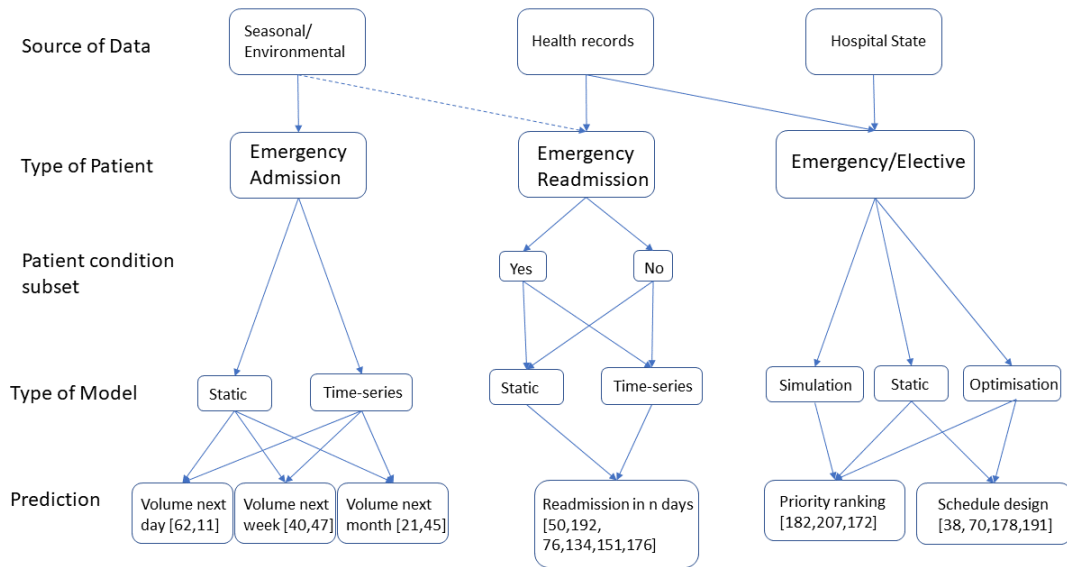 Source of Data
Seasonal/
Environmental
Health records
Hospital State
Type of Patient
Emergency
Admission
Emergency
Readmission
Emergency/Elective
Patient condition
subset
Yes
No
Type of Model
Static
Time-series
Static
Time-series
Simulation
Static
Optimisation
Prediction
Volume next
day [62,11]
Volume next
week [40,47]
Volume next
month [21,45]
Readmission in n days
[50,192,
76,134,151,176]
Priority ranking
[182,207,172]
Schedule design
[38, 70,178,191]